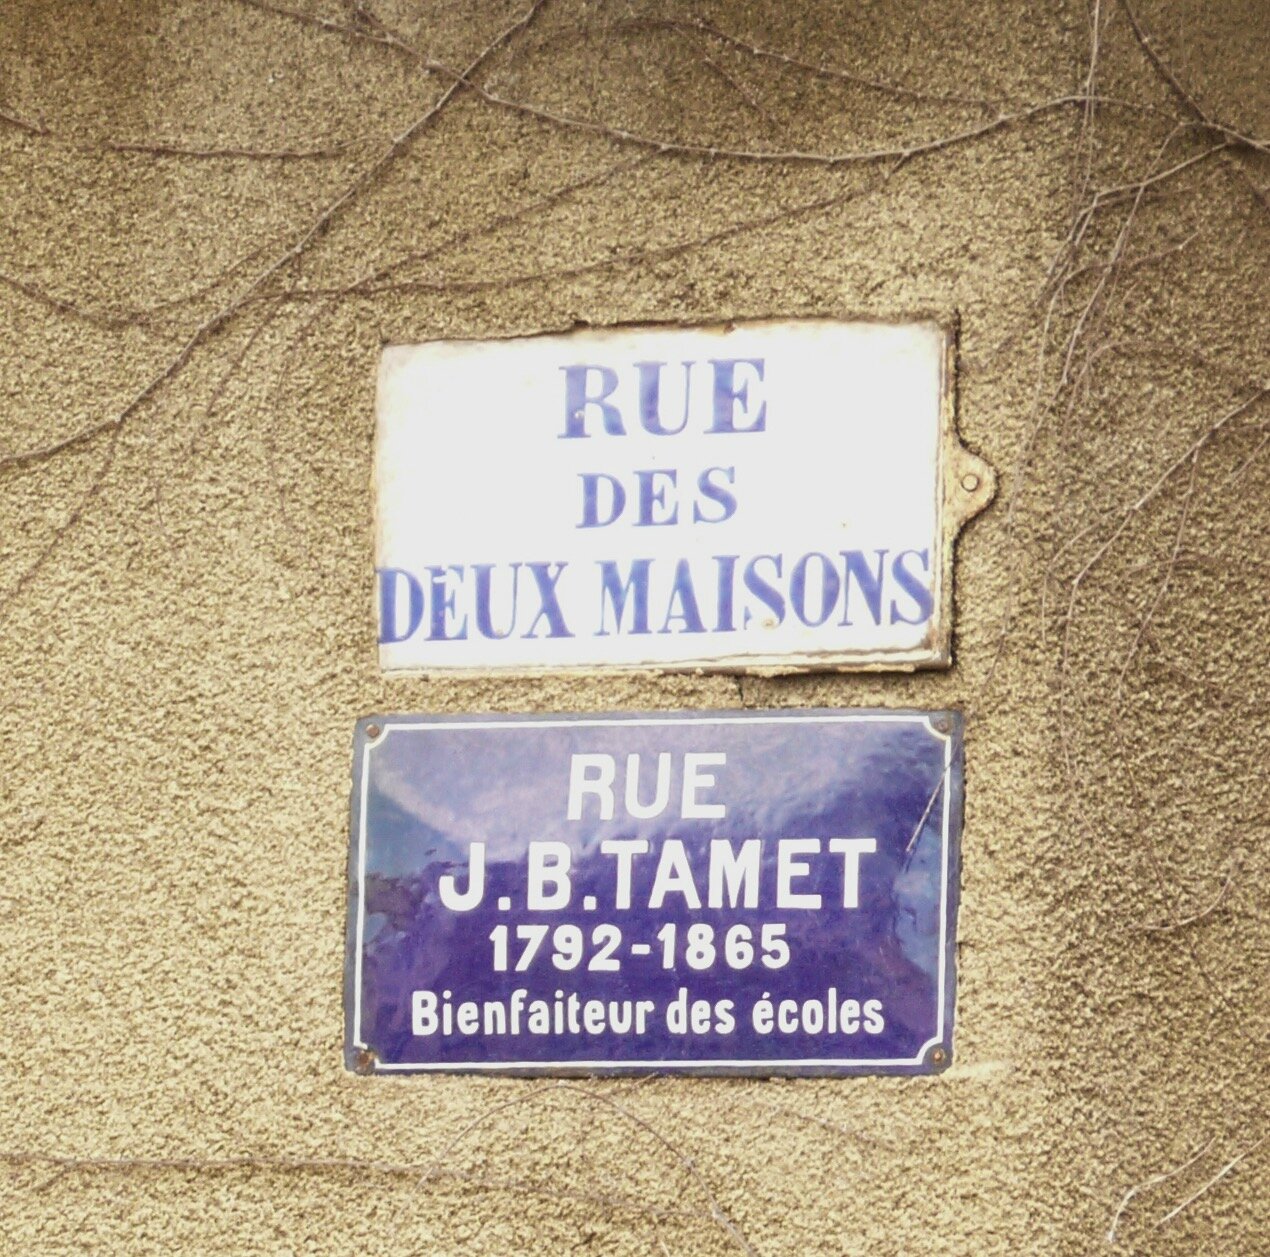 RUE
DES
DEUX MAISONS
RUE
J.B.TAMET
1792-1865
Bienfaiteur des écoles